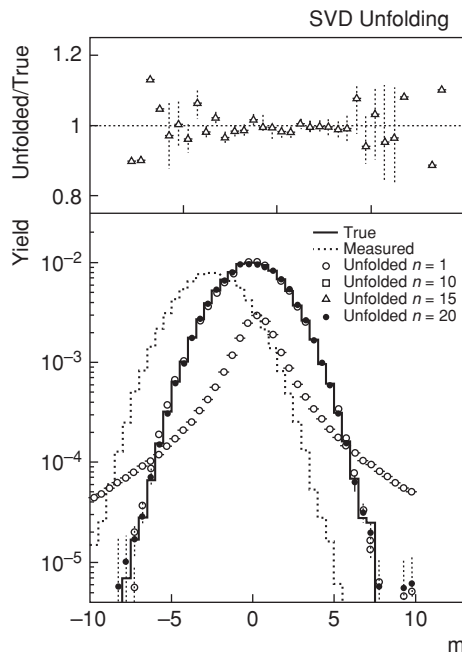 SVD Unfolding
Unfolded/True
1.2
1
0.8
Yield
True
Measured
Unfolded n = 1
Unfolded n = 10
Unfolded n = 15
Unfolded n = 20
10⁻²
10⁻³
10⁻⁴
10⁻⁵
−10 −5 0 5 10
m